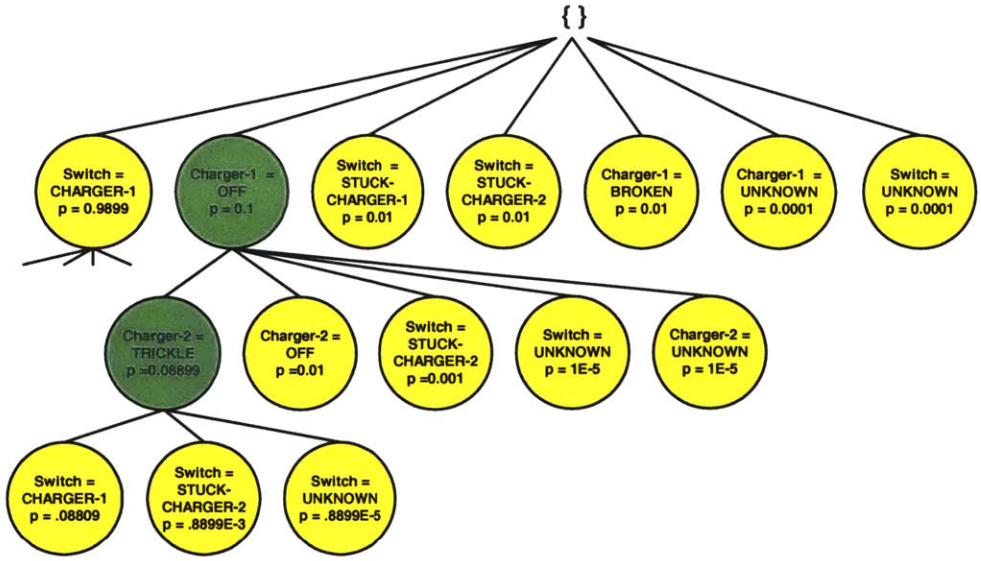 { }
Switch =
CHARGER-1
p = 0.9899
Charger-1 =
OFF
p = 0.1
Switch =
STUCK-
CHARGER-1
p = 0.01
Switch =
STUCK-
CHARGER-2
p = 0.01
Charger-1 =
BROKEN
p = 0.01
Charger-1 =
UNKNOWN
p = 0.0001
Switch =
UNKNOWN
p = 0.0001
Charger-2 =
TRICKLE
p =0.08899
Charger-2 =
OFF
p =0.01
Switch =
STUCK-
CHARGER-2
p =0.001
Switch =
UNKNOWN
p = 1E-5
Charger-2 =
UNKNOWN
p = 1E-5
Switch =
CHARGER-1
p = .08809
Switch =
STUCK-
CHARGER-2
p = .8899E-3
Switch =
UNKNOWN
p = .8899E-5